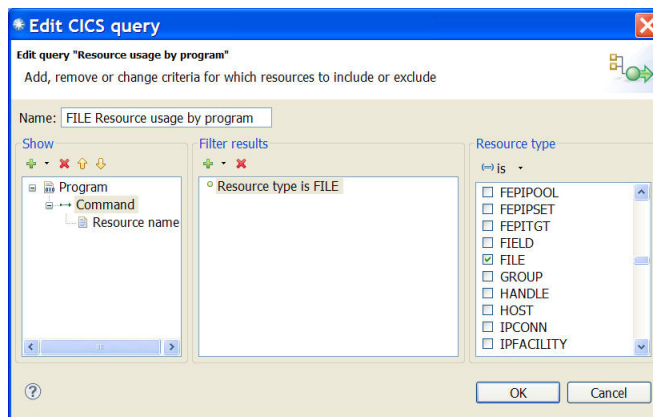 Edit CICS query
Edit query "Resource usage by program"
Add, remove or change criteria for which resources to include or exclude
Name: FILE Resource usage by program
Show
Program
Command
Resource name
Filter results
Resource type is FILE
Resource type
is
FEPIPOOL
FEPIPSET
FEPITGT
FIELD
FILE
GROUP
HANDLE
HOST
IPCONN
IPFACILITY
OK Cancel